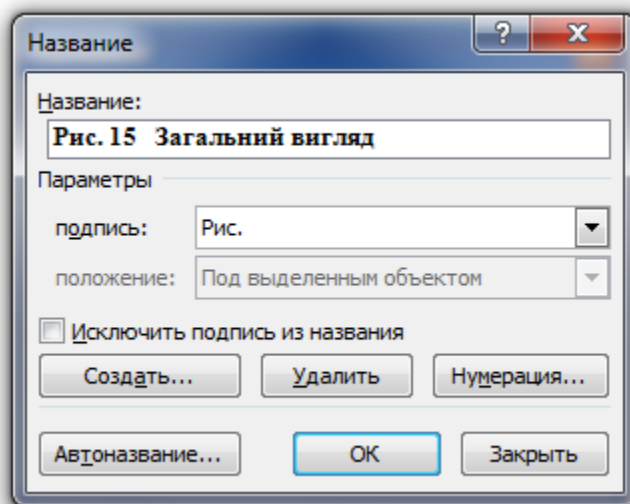 Название
Название:
Рис. 15 Загальний вигляд
Параметры
подпись: Рис.
положение: Под выделенным объектом
Исключить подпись из названия
Создать... Удалить Нумерация...
Автоназвание... ОК Закрыть